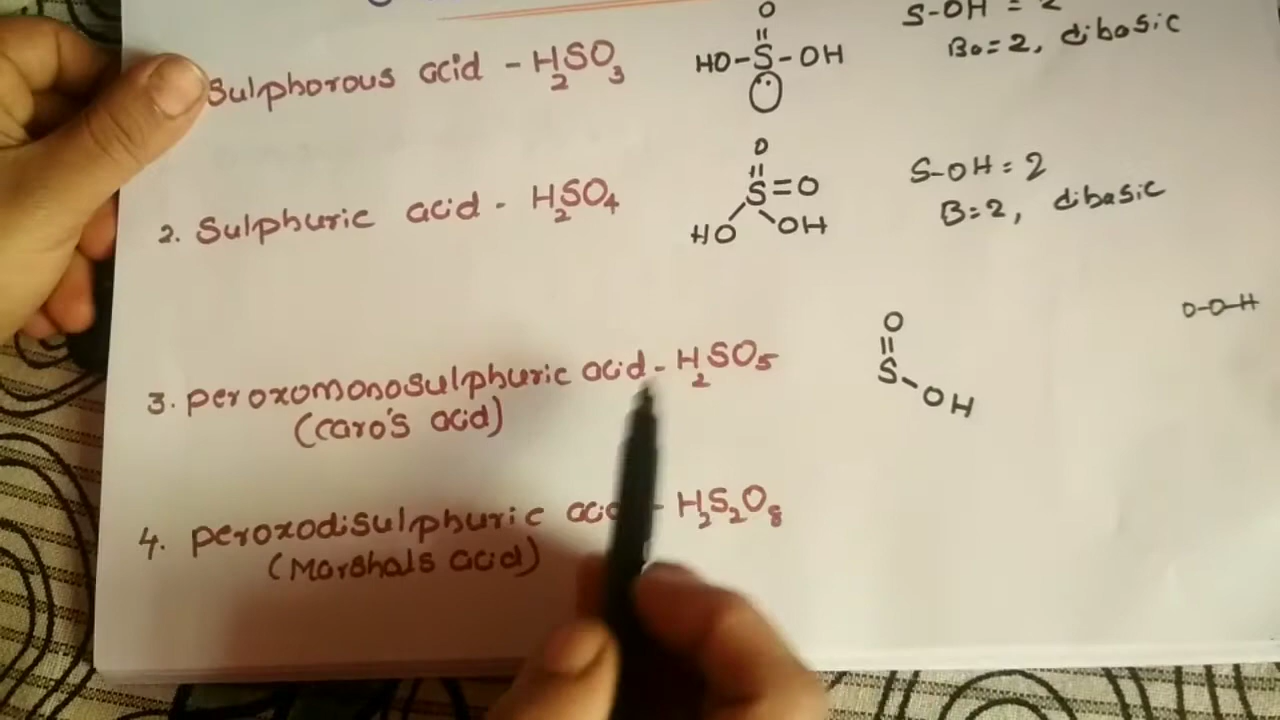 Sulphorous acid - H2SO3
O
HO-S-OH
S-OH = 2
Bo=2, dibasic
2. Sulphuric acid - H2SO4
O
S=O
HO OH
S-OH = 2
B=2, dibasic
3. peroxomonosulphuric acid - H2SO5
(caro's acid)
O
S
OH
O-O-H
4. peroxodisulphuric - H2S2O8
(Marshals acid)